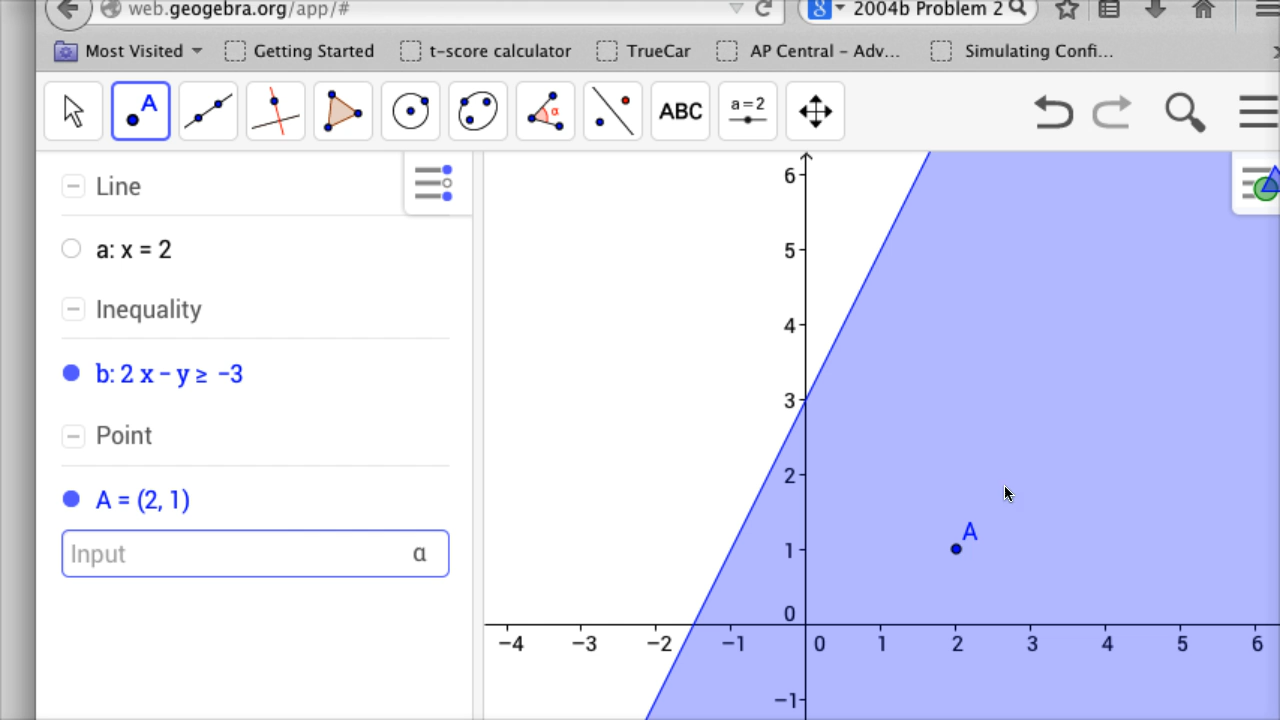 web.geogebra.org/app/#
2004b Problem 2
Most Visited
Getting Started
t-score calculator
TrueCar
AP Central – Adv...
Simulating Confi...
A
α
ABC
a=2
Line
a: x = 2
Inequality
b: 2 x − y ≥ −3
Point
A = (2, 1)
Input α
6
5
4
3
2
A
1
0
−4 −3 −2 −1 0 1 2 3 4 5 6
−1